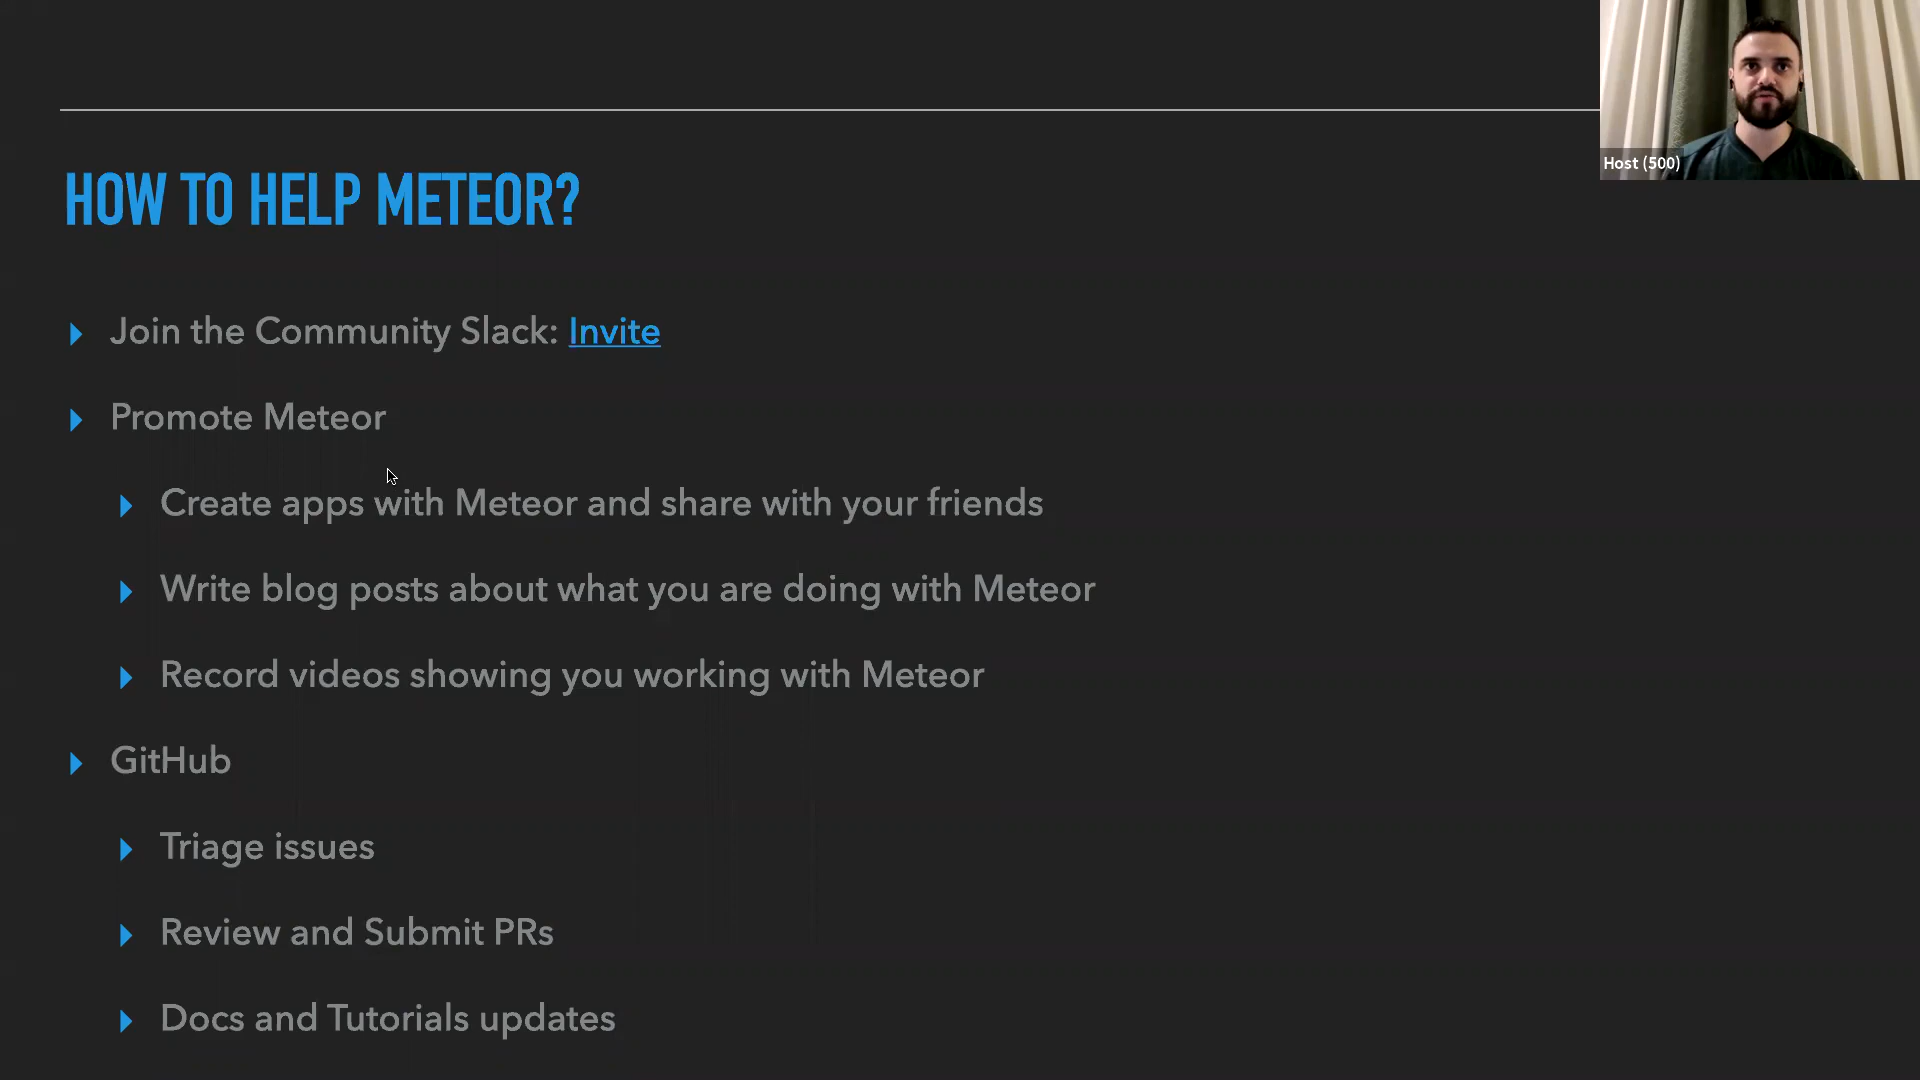 Host (500)
HOW TO HELP METEOR?
Join the Community Slack: Invite
Promote Meteor
Create apps with Meteor and share with your friends
Write blog posts about what you are doing with Meteor
Record videos showing you working with Meteor
GitHub
Triage issues
Review and Submit PRs
Docs and Tutorials updates